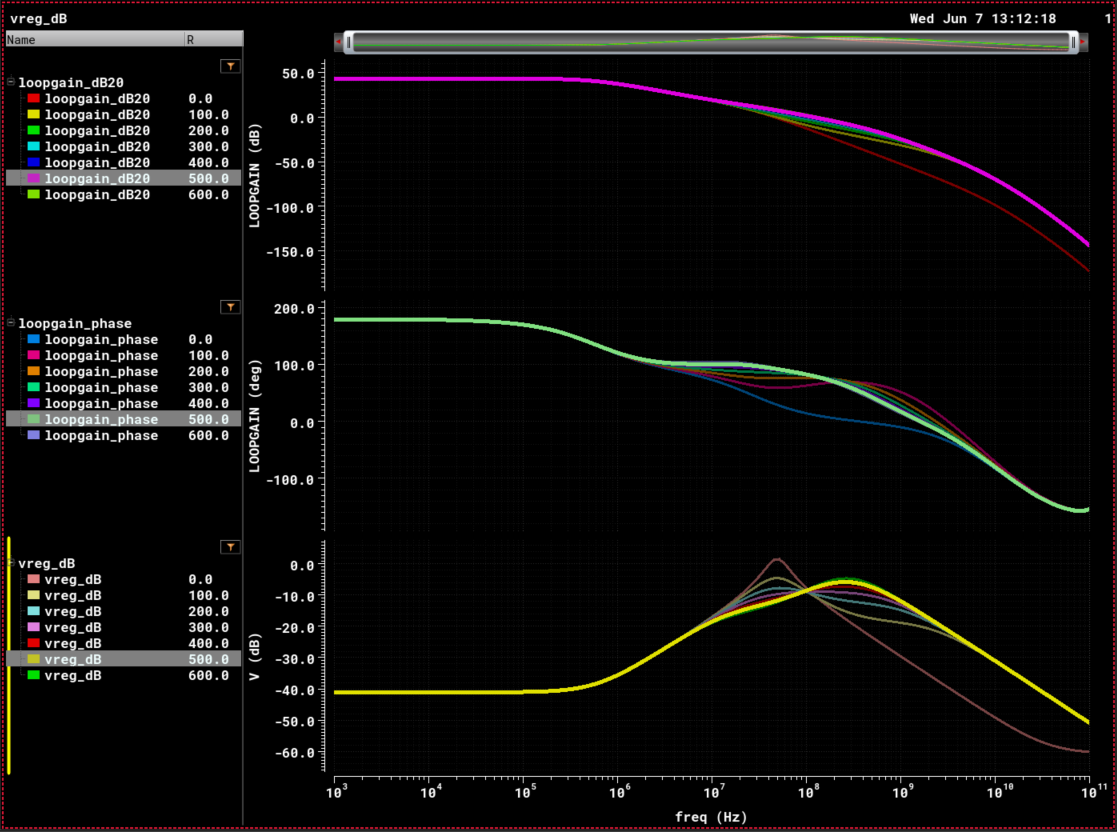 vreg_dB
Wed Jun 7 13:12:18 1
Name R
loopgain_dB20
loopgain_dB20 0.0
loopgain_dB20 100.0
loopgain_dB20 200.0
loopgain_dB20 300.0
loopgain_dB20 400.0
loopgain_dB20 500.0
loopgain_dB20 600.0
LOOPGAIN (dB)
50.0
0.0
-50.0
-100.0
-150.0
loopgain_phase
loopgain_phase 0.0
loopgain_phase 100.0
loopgain_phase 200.0
loopgain_phase 300.0
loopgain_phase 400.0
loopgain_phase 500.0
loopgain_phase 600.0
LOOPGAIN (deg)
200.0
100.0
0.0
-100.0
vreg_dB
vreg_dB 0.0
vreg_dB 100.0
vreg_dB 200.0
vreg_dB 300.0
vreg_dB 400.0
vreg_dB 500.0
vreg_dB 600.0
V (dB)
0.0
-10.0
-20.0
-30.0
-40.0
-50.0
-60.0
10³ 10⁴ 10⁵ 10⁶ 10⁷ 10⁸ 10⁹ 10¹⁰ 10¹¹
freq (Hz)